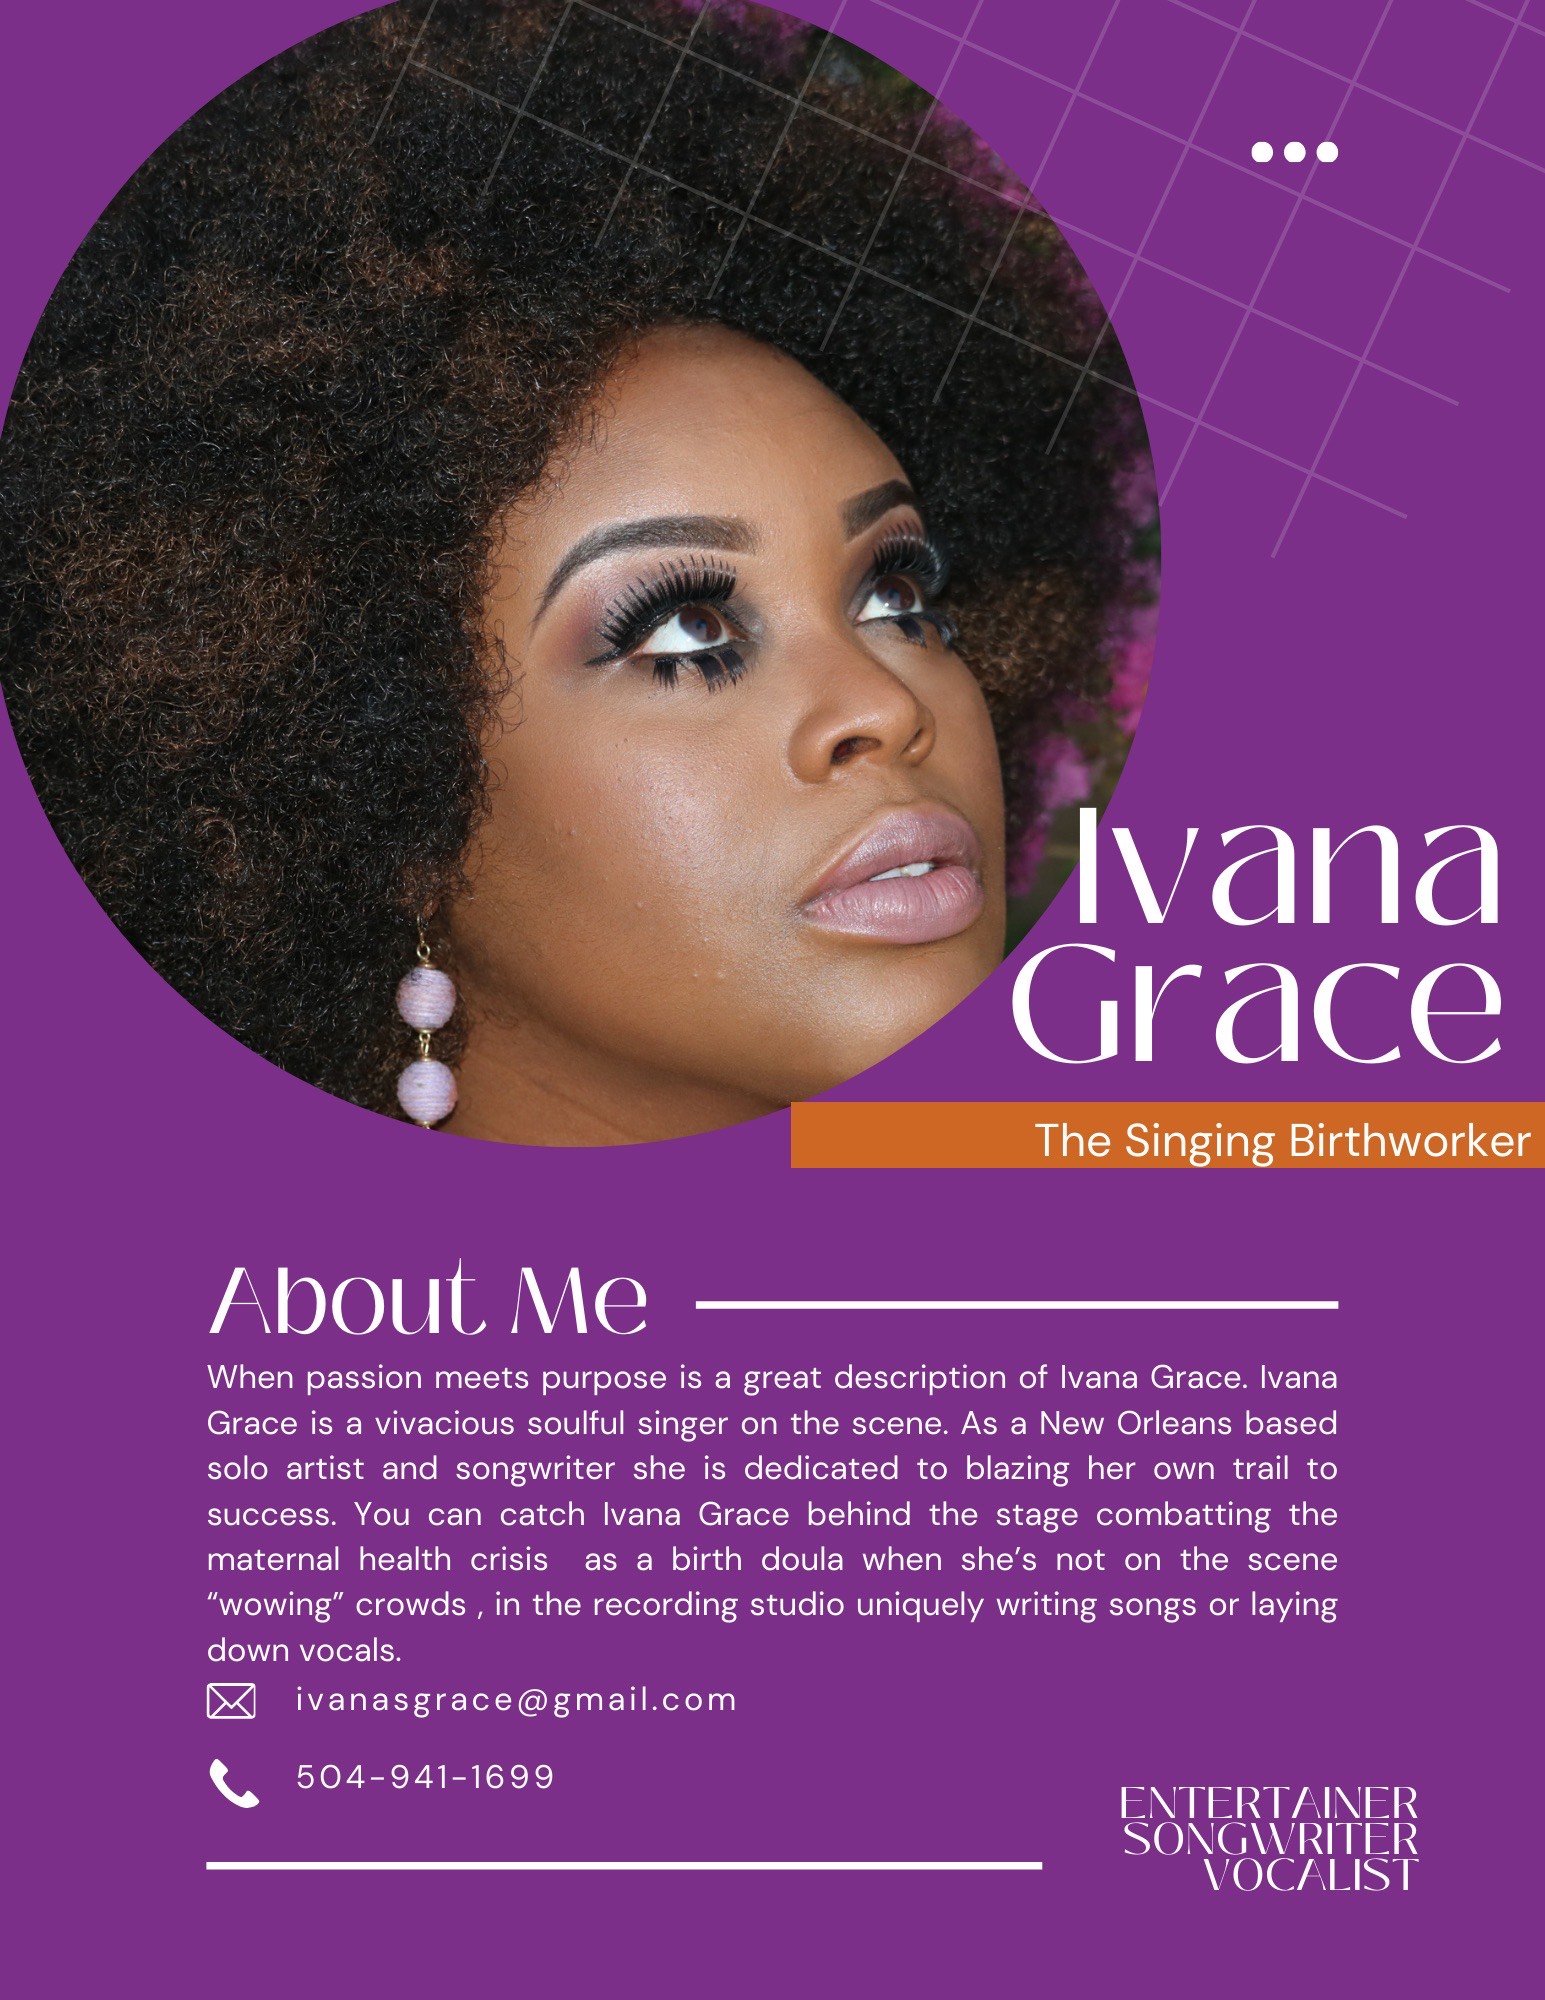 Ivana
Grace
The Singing Birthworker
About Me
When passion meets purpose is a great description of Ivana Grace. Ivana
Grace is a vivacious soulful singer on the scene. As a New Orleans based
solo artist and songwriter she is dedicated to blazing her own trail to
success. You can catch Ivana Grace behind the stage combatting the
maternal health crisis  as a birth doula when she’s not on the scene
“wowing” crowds , in the recording studio uniquely writing songs or laying
down vocals.
ivanasgrace@gmail.com
504-941-1699
ENTERTAINER
SONGWRITER
VOCALIST